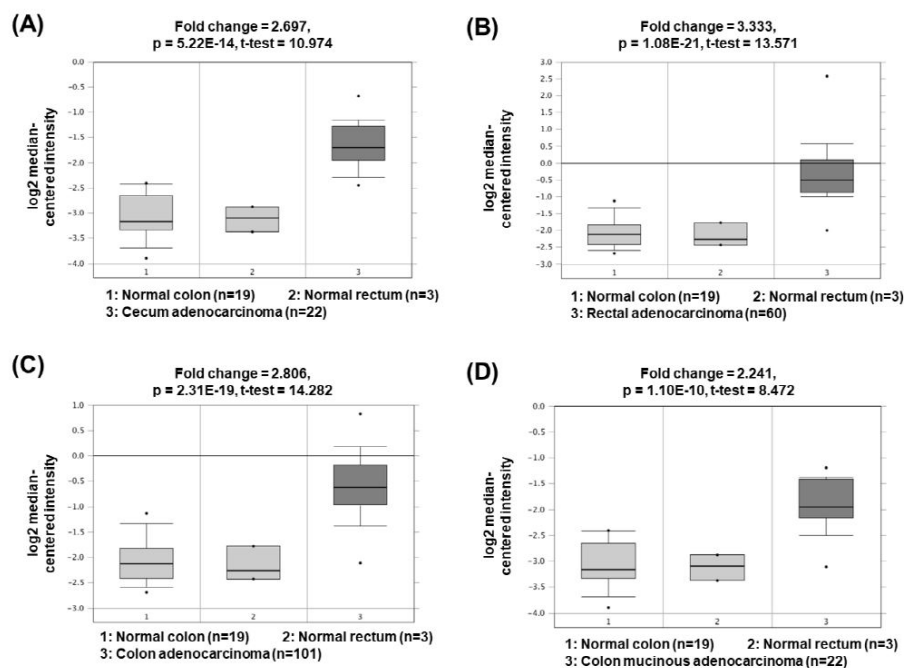 (A)
Fold change = 2.697,
p = 5.22E-14, t-test = 10.974
log2 median-
centered intensity
0.0
-0.5
-1.0
-1.5
-2.0
-2.5
-3.0
-3.5
-4.0
1 2 3
1: Normal colon (n=19) 2: Normal rectum (n=3)
3: Cecum adenocarcinoma (n=22)
(B)
Fold change = 3.333,
p = 1.08E-21, t-test = 13.571
log2 median-
centered intensity
3.0
2.5
2.0
1.5
1.0
0.5
0.0
-0.5
-1.0
-1.5
-2.0
-2.5
-3.0
1 2 3
1: Normal colon (n=19) 2: Normal rectum (n=3)
3: Rectal adenocarcinoma (n=60)
(C)
Fold change = 2.806,
p = 2.31E-19, t-test = 14.282
log2 median-
centered intensity
1.0
0.5
0.0
-0.5
-1.0
-1.5
-2.0
-2.5
-3.0
1 2 3
1: Normal colon (n=19) 2: Normal rectum (n=3)
3: Colon adenocarcinoma (n=101)
(D)
Fold change = 2.241,
p = 1.10E-10, t-test = 8.472
log2 median-
centered intensity
0.0
-0.5
-1.0
-1.5
-2.0
-2.5
-3.0
-3.5
-4.0
1 2 3
1: Normal colon (n=19) 2: Normal rectum (n=3)
3: Colon mucinous adenocarcinoma (n=22)